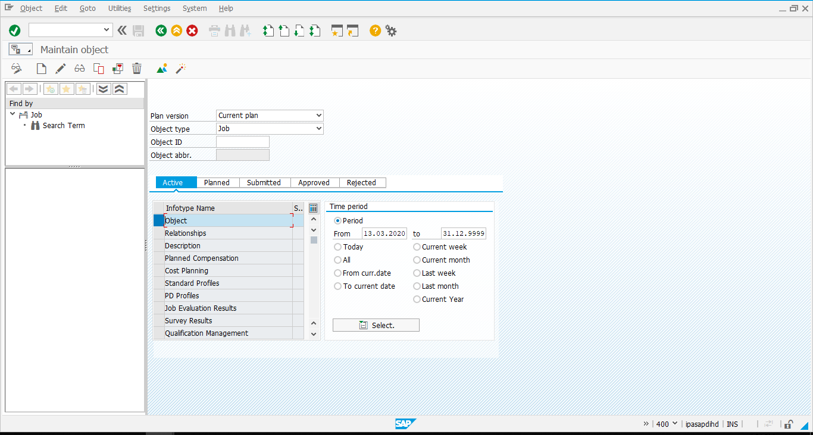 Object Edit Goto Utilities Settings System Help
Maintain object
Find by
Job
Search Term
Plan version Current plan
Object type Job
Object ID
Object abbr.
Active Planned Submitted Approved Rejected
Infotype Name S..
Object
Relationships
Description
Planned Compensation
Cost Planning
Standard Profiles
PD Profiles
Job Evaluation Results
Survey Results
Qualification Management
Time period
Period
From 13.03.2020 to 31.12.9999
Today Current week
All Current month
From curr.date Last week
To current date Last month
Current Year
Select.
SAP
400 ipasapdihd INS